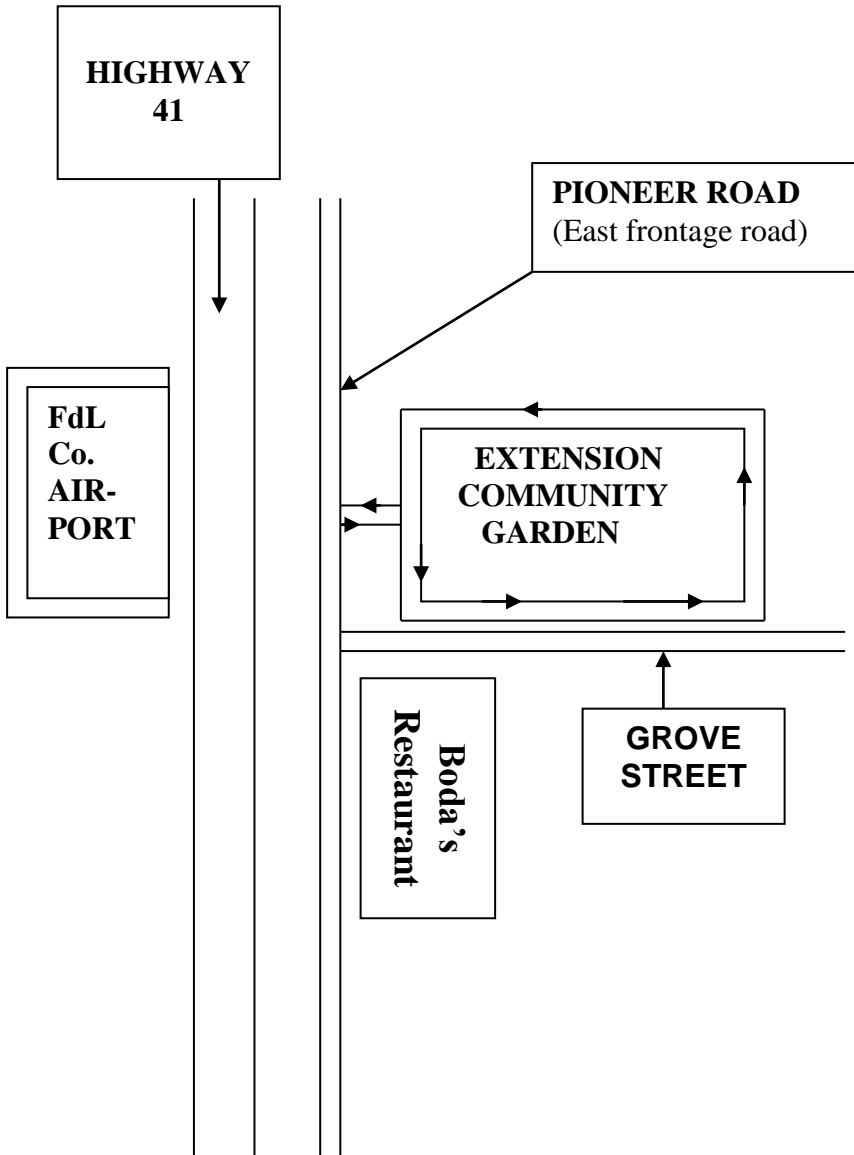 HIGHWAY
41
PIONEER ROAD
(East frontage road)
FdL
Co.
AIR-
PORT
EXTENSION
COMMUNITY
GARDEN
Boda’s
Restaurant
GROVE
STREET